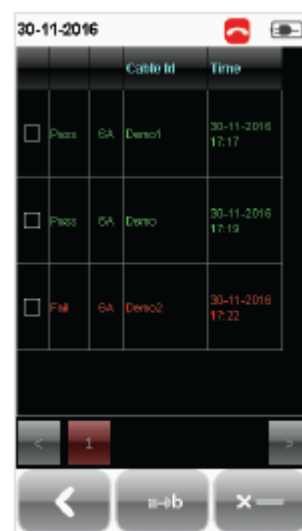 30-11-2016
Cable Id Time
Pass 6A Demo1 30-11-2016
17:17
Pass 6A Demo 30-11-2016
17:19
Fail 6A Demo2 30-11-2016
17:22
< 1 >
a→b